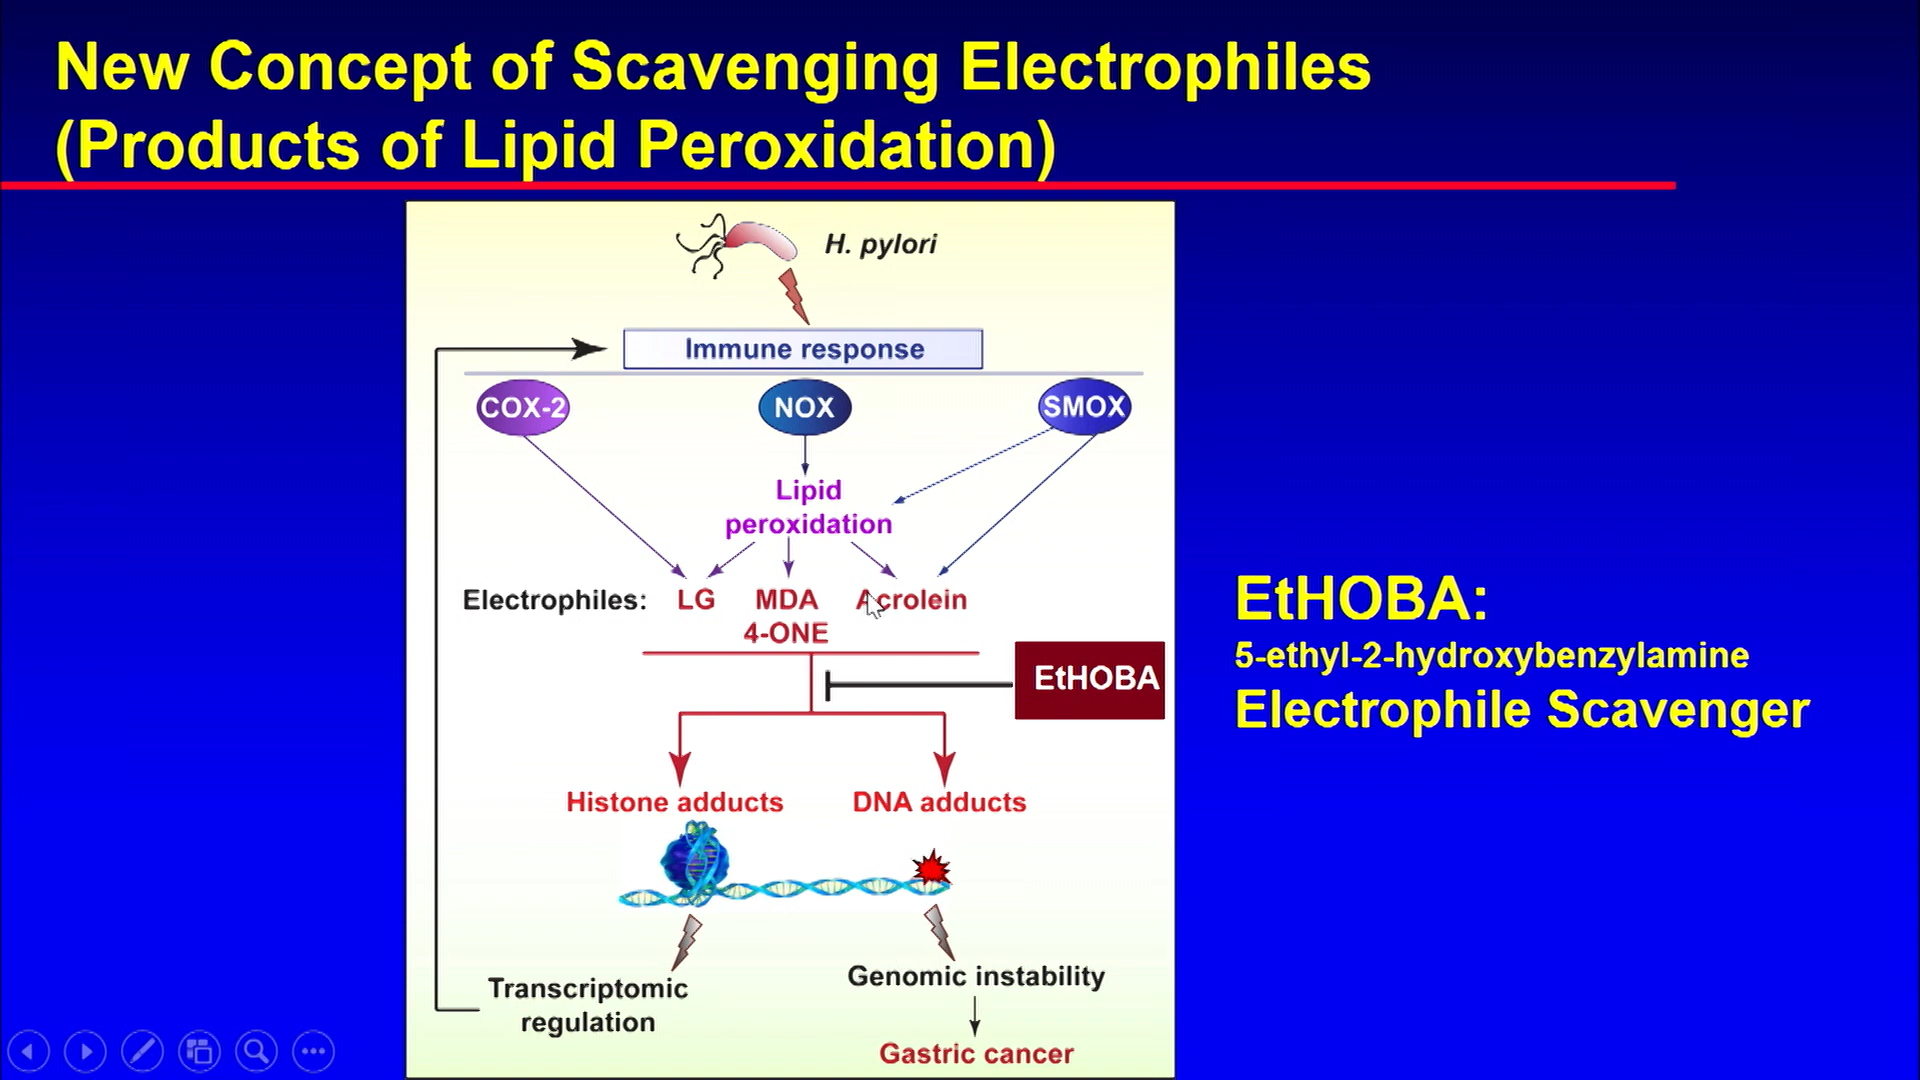 New Concept of Scavenging Electrophiles
(Products of Lipid Peroxidation)
H. pylori
Immune response
COX-2 NOX SMOX
Lipid
peroxidation
Electrophiles: LG MDA Acrolein
4-ONE
EtHOBA
EtHOBA:
5-ethyl-2-hydroxybenzylamine
Electrophile Scavenger
Histone adducts DNA adducts
Transcriptomic
regulation
Genomic instability
Gastric cancer